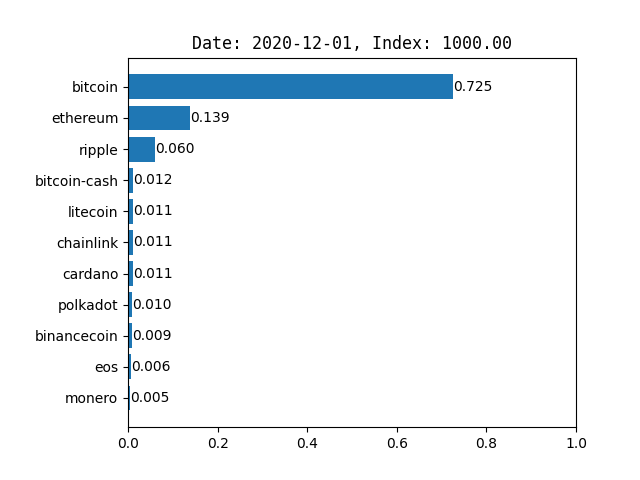 Date: 2020-12-01, Index: 1000.00
bitcoin 0.725
ethereum 0.139
ripple 0.060
bitcoin-cash 0.012
litecoin 0.011
chainlink 0.011
cardano 0.011
polkadot 0.010
binancecoin 0.009
eos 0.006
monero 0.005
0.0 0.2 0.4 0.6 0.8 1.0